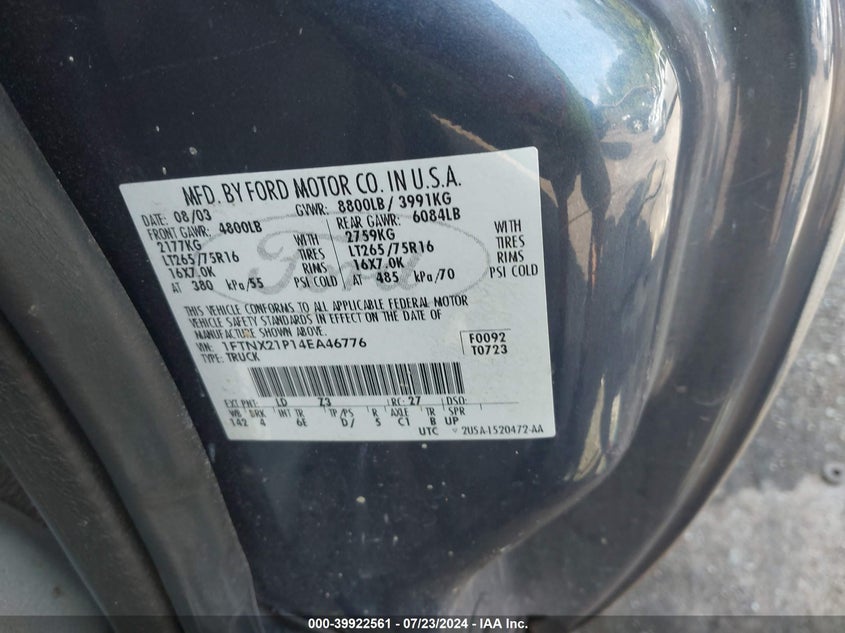 MFD. BY FORD MOTOR CO. IN U.S.A.
DATE: 08/03 GVWR: 8800LB/ 3991KG
FRONT GAWR: 4800LB REAR GAWR: 6084LB
2177KG WITH 2759KG WITH
LT265/75R16 TIRES LT265/75R16 TIRES
16X7.0K RIMS 16X7.0K RIMS
AT 380 kPa/55 PSI COLD AT 485 kPa/70 PSI COLD
Ford
THIS VEHICLE CONFORMS TO ALL APPLICABLE FEDERAL MOTOR
VEHICLE SAFETY STANDARDS IN EFFECT ON THE DATE OF
MANUFACTURE SHOWN ABOVE.
VIN: 1FTNX21P14EA46776 F0092
TYPE: TRUCK T0723
EXT PNT: LD Z3 RC: 27 DSO:
WB BRK INT TR TP/PS R AXLE TR SPR
142 4 6E D/ 5 C1 B UP
UTC 2U5A-1520472-AA
000-39922561 / 07/23/2024 - IAA Inc.